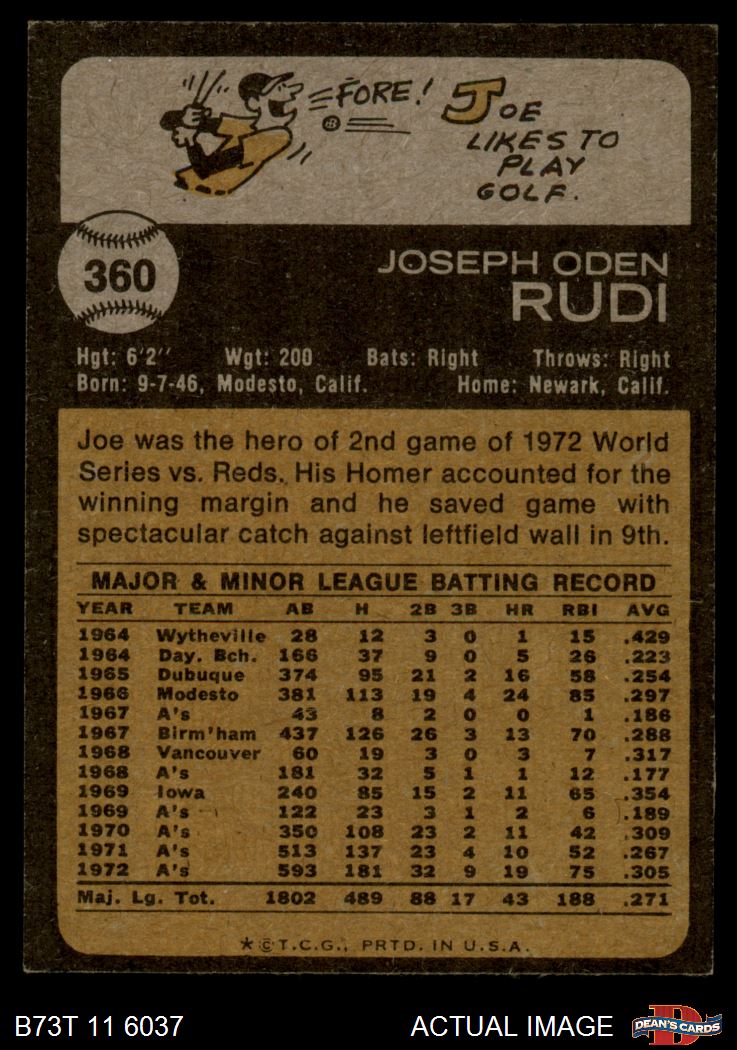 FORE!
JOE
LIKES TO
PLAY
GOLF.
360
JOSEPH ODEN
RUDI
Hgt: 6'2" Wgt: 200 Bats: Right Throws: Right
Born: 9-7-46, Modesto, Calif. Home: Newark, Calif.
Joe was the hero of 2nd game of 1972 World
Series vs. Reds. His Homer accounted for the
winning margin and he saved game with
spectacular catch against leftfield wall in 9th.
MAJOR & MINOR LEAGUE BATTING RECORD
YEAR TEAM AB H 2B 3B HR RBI AVG
1964 Wytheville 28 12 3 0 1 15 .429
1964 Day. Bch. 166 37 9 0 5 26 .223
1965 Dubuque 374 95 21 2 16 58 .254
1966 Modesto 381 113 19 4 24 85 .297
1967 A's 43 8 2 0 0 1 .186
1967 Birm'ham 437 126 26 3 13 70 .288
1968 Vancouver 60 19 3 0 3 7 .317
1968 A's 181 32 5 1 1 12 .177
1969 Iowa 240 85 15 2 11 65 .354
1969 A's 122 23 3 1 2 6 .189
1970 A's 350 108 23 2 11 42 .309
1971 A's 513 137 23 4 10 52 .267
1972 A's 593 181 32 9 19 75 .305
Maj. Lg. Tot. 1802 489 88 17 43 188 .271
★©T.C.G., PRTD. IN U.S.A.
B73T 11 6037 ACTUAL IMAGE DEAN'S CARDS